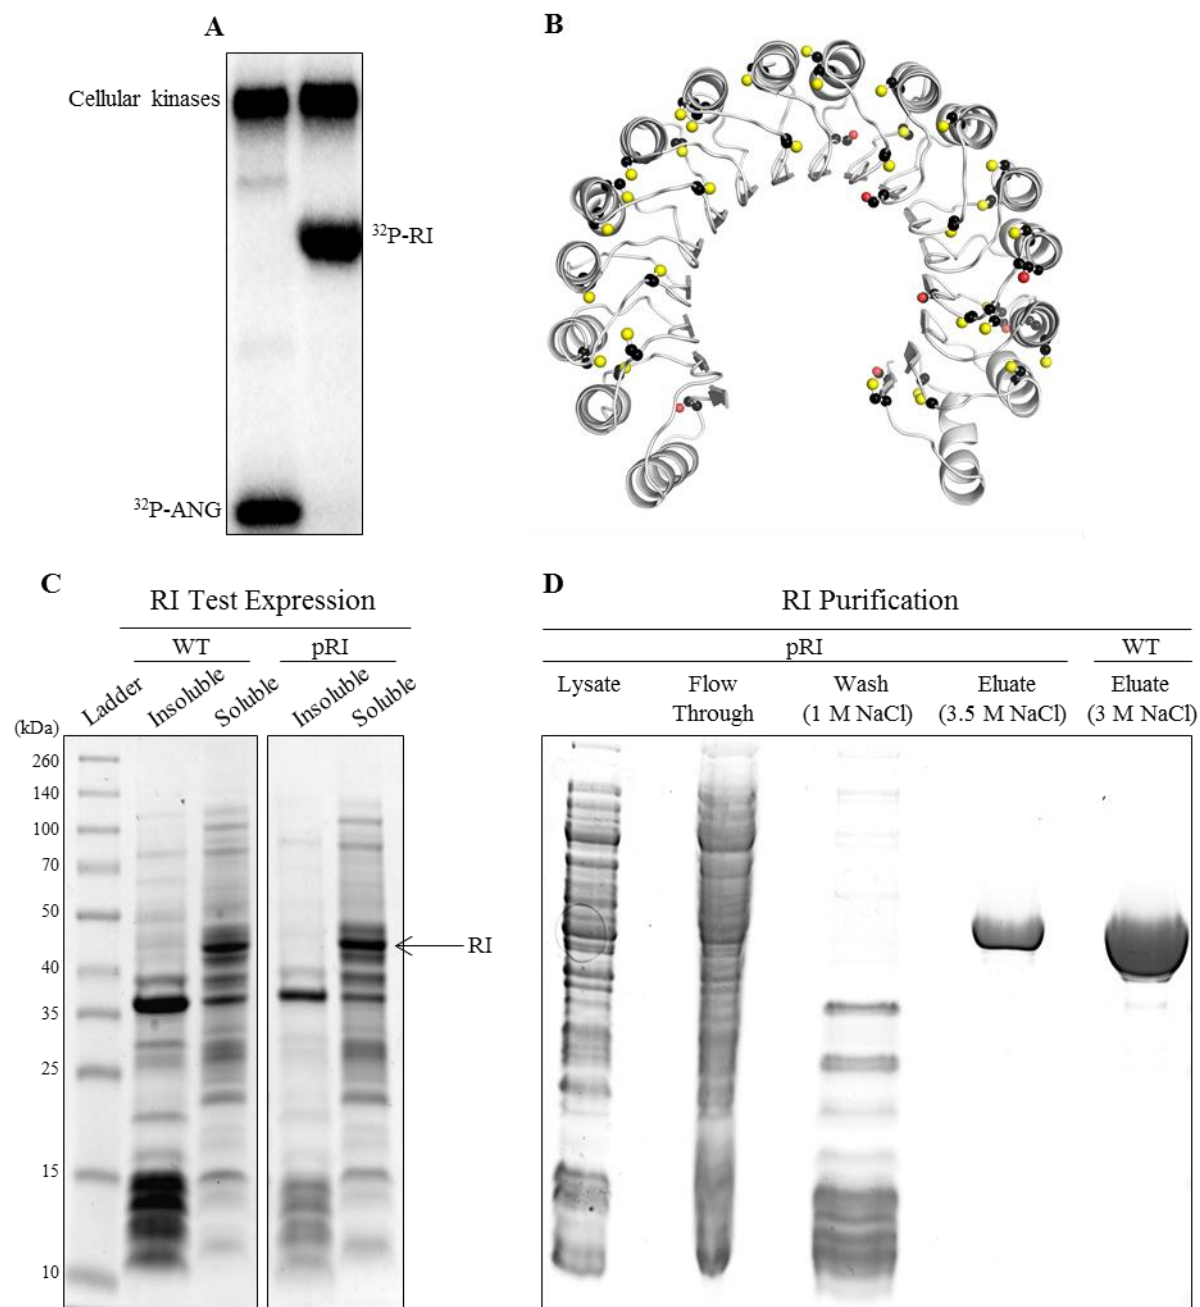 A
Cellular kinases
32P-RI
32P-ANG
B
C
RI Test Expression
WT
pRI
Ladder
Insoluble
Soluble
Insoluble
Soluble
(kDa)
260
140
100
70
50
40
35
25
15
10
RI
D
RI Purification
pRI
WT
Lysate
Flow
Through
Wash
(1 M NaCl)
Eluate
(3.5 M NaCl)
Eluate
(3 M NaCl)